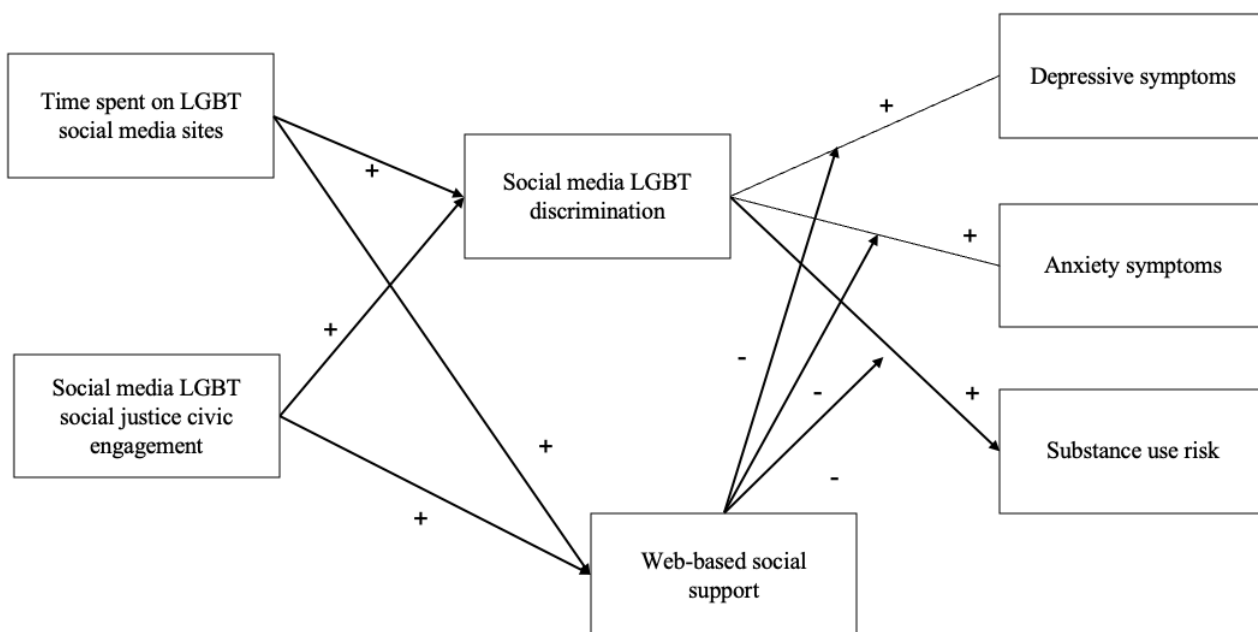 Time spent on LGBT
social media sites
Social media LGBT
social justice civic
engagement
Social media LGBT
discrimination
Web-based social
support
Depressive symptoms
Anxiety symptoms
Substance use risk
+
+
+
+
+
+
+
-
-
-